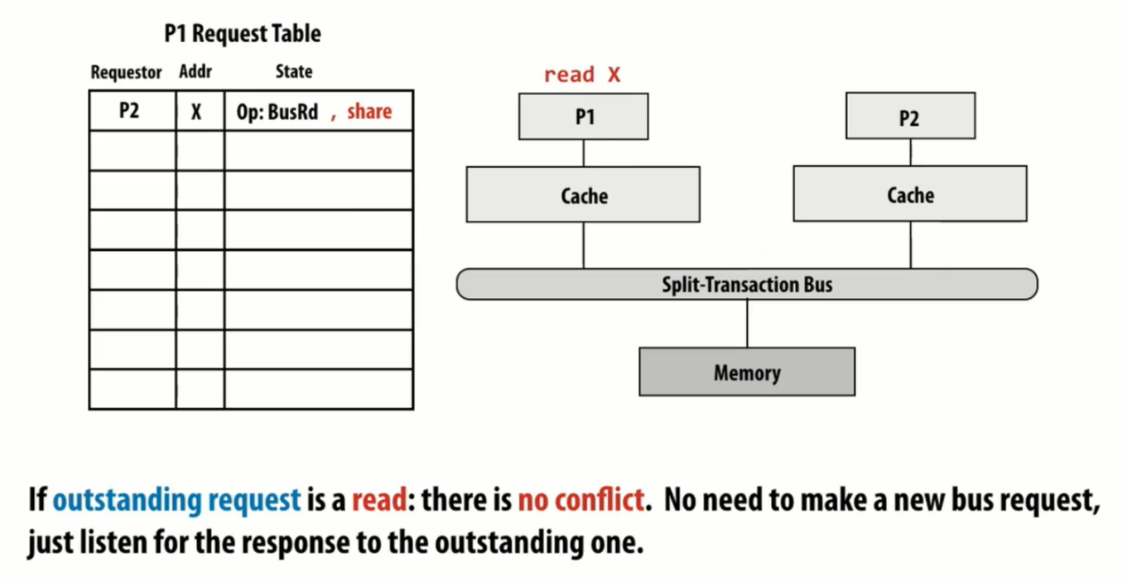 P1 Request Table
Requestor Addr State
P2 X Op: BusRd , share
read X
P1
P2
Cache
Cache
Split-Transaction Bus
Memory
If outstanding request is a read: there is no conflict. No need to make a new bus request,
just listen for the response to the outstanding one.